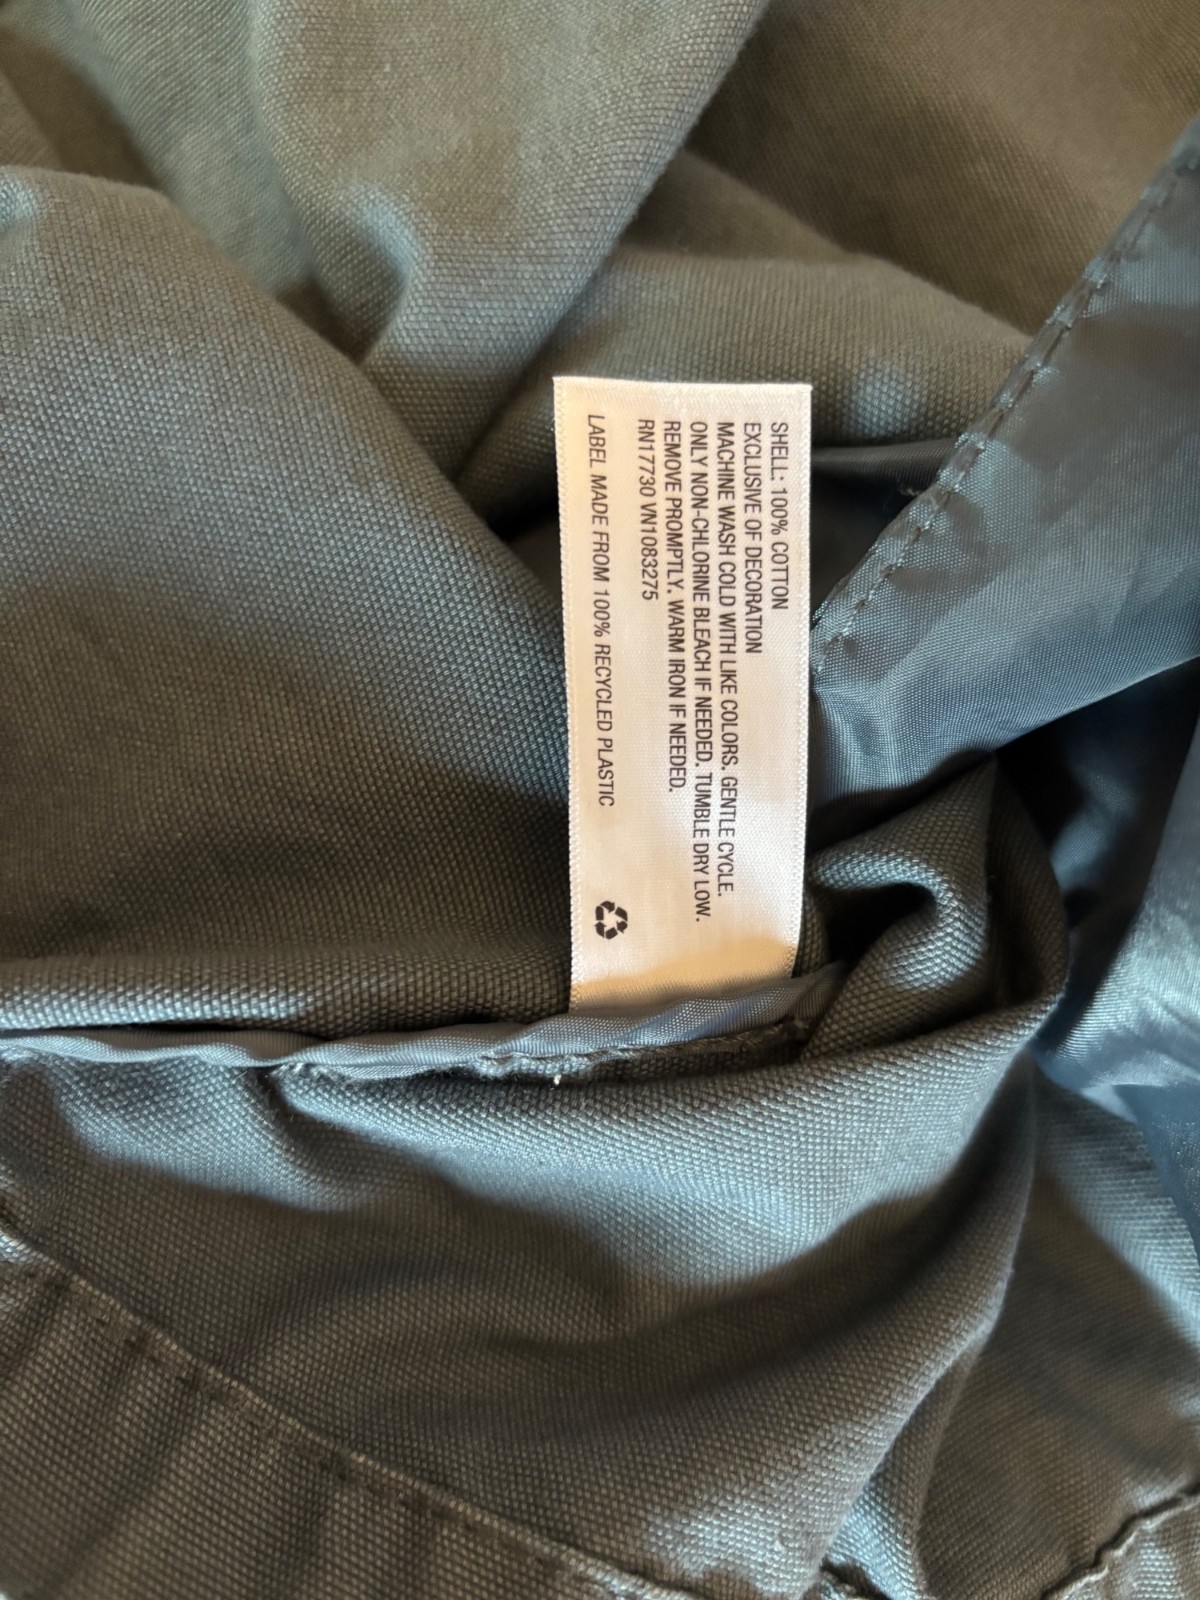 SHELL: 100% COTTON
EXCLUSIVE OF DECORATION
MACHINE WASH COLD WITH LIKE COLORS. GENTLE CYCLE.
ONLY NON-CHLORINE BLEACH IF NEEDED. TUMBLE DRY LOW.
REMOVE PROMPTLY. WARM IRON IF NEEDED.
RN17730 VN1083275
LABEL MADE FROM 100% RECYCLED PLASTIC